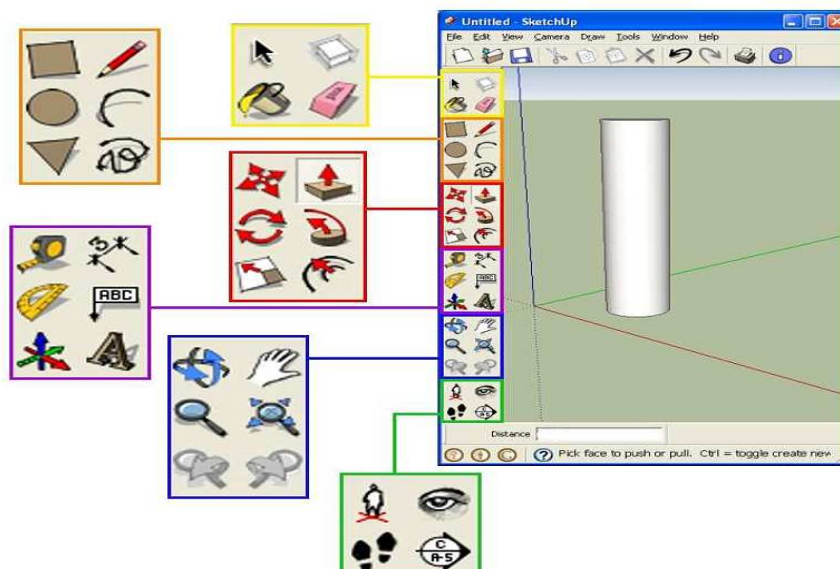 Untitled - SketchUp
File Edit View Camera Draw Tools Window Help
ABC
A
C
A-5
Distance
Pick face to push or pull. Ctrl = toggle create new